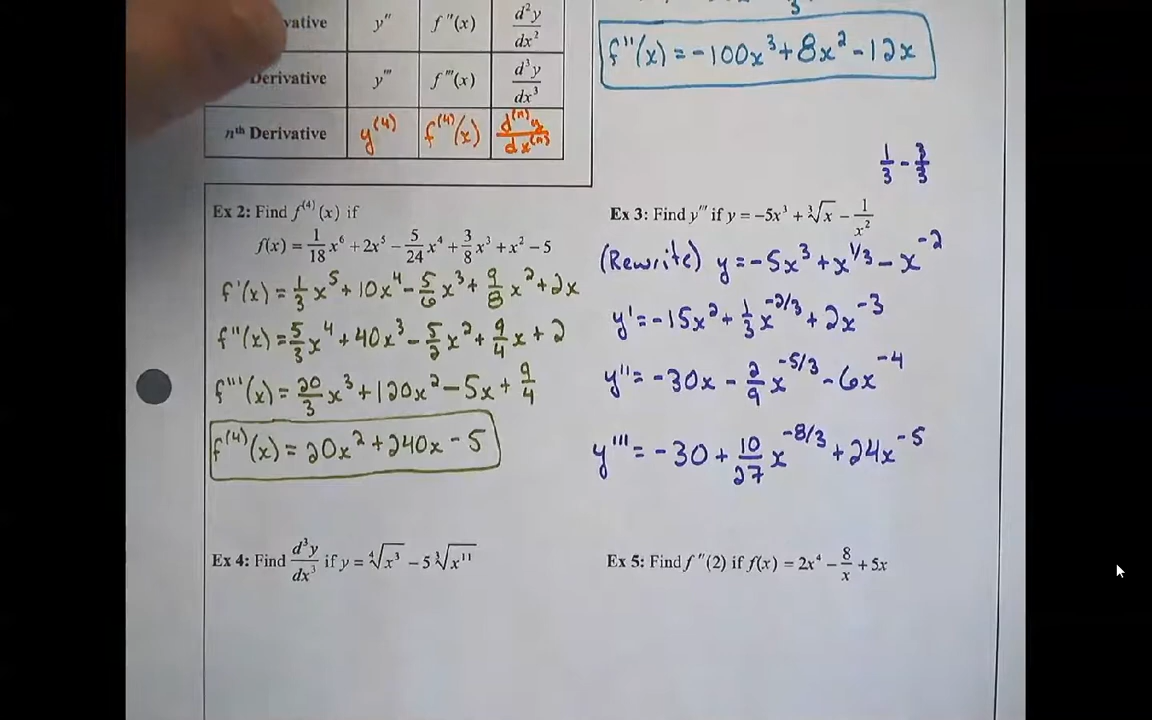 vative y'' f''(x) d²y/dx²
Derivative y''' f'''(x) d³y/dx³
nᵗʰ Derivative y⁽⁴⁾ f⁽⁴⁾(x) d⁽ⁿ⁾y/dx⁽ⁿ⁾
f''(x) = -100x³ + 8x² - 12x
1/3 - 3/3
Ex 2: Find f⁽⁴⁾(x) if
f(x) = 1/18 x⁶ + 2x⁵ - 5/24 x⁴ + 3/8 x³ + x² - 5
f'(x) = 1/3 x⁵ + 10x⁴ - 5/6 x³ + 9/8 x² + 2x
f''(x) = 5/3 x⁴ + 40x³ - 5/2 x² + 9/4 x + 2
f'''(x) = 20/3 x³ + 120x² - 5x + 9/4
f⁽⁴⁾(x) = 20x² + 240x - 5
Ex 3: Find y''' if y = -5x³ + ∛x - 1/x²
(Rewrite) y = -5x³ + x^1/3 - x^-2
y' = -15x² + 1/3 x^-2/3 + 2x^-3
y'' = -30x - 2/9 x^-5/3 - 6x^-4
y''' = -30 + 10/27 x^-8/3 + 24x^-5
Ex 4: Find d³y/dx³ if y = ∜x³ - 5∛x¹¹
Ex 5: Find f''(2) if f(x) = 2x⁴ - 8/x + 5x